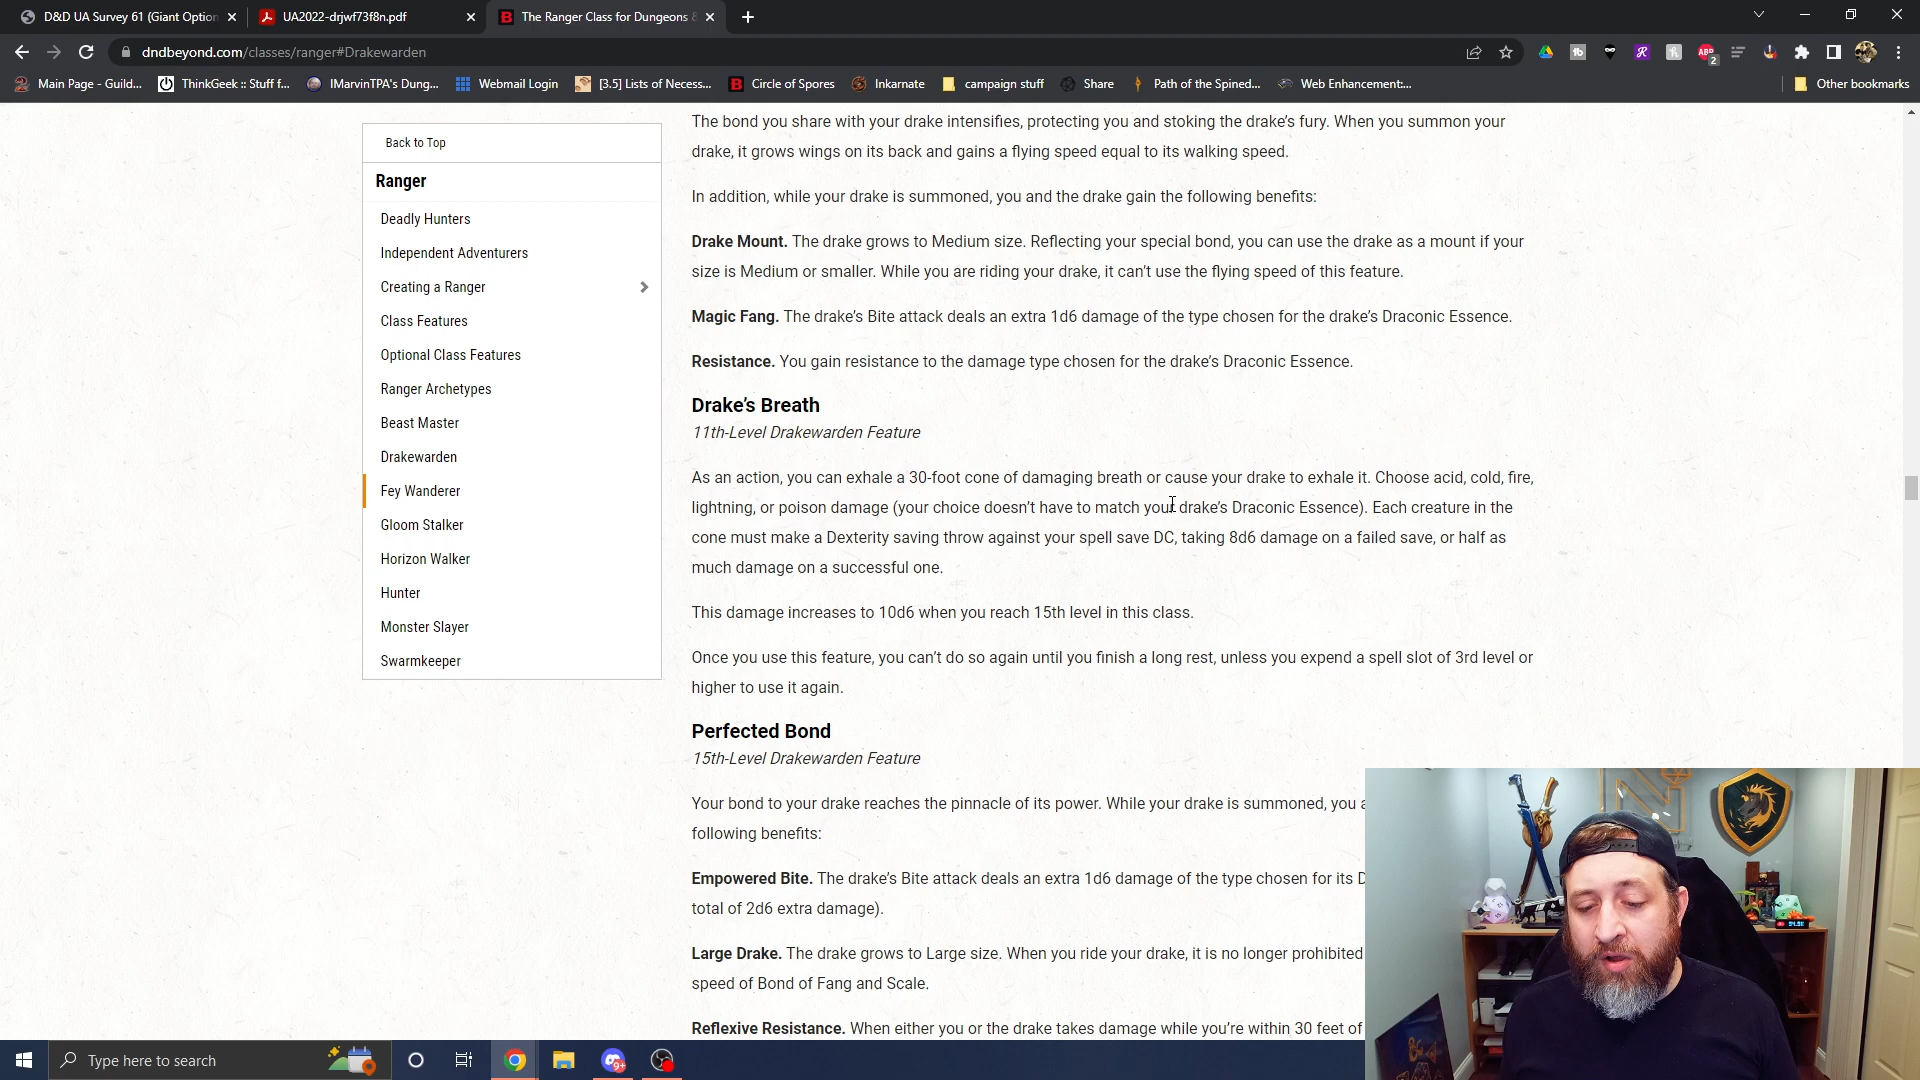 D&D UA Survey 61 (Giant Option
UA2022-drjwf73f8n.pdf
The Ranger Class for Dungeons &
dndbeyond.com/classes/ranger#Drakewarden
Main Page - Guild...
ThinkGeek :: Stuff f...
IMarvinTPA's Dung...
Webmail Login
[3.5] Lists of Necess...
Circle of Spores
Inkarnate
campaign stuff
Share
Path of the Spined...
Web Enhancement:...
Other bookmarks
Back to Top
Ranger
Deadly Hunters
Independent Adventurers
Creating a Ranger
Class Features
Optional Class Features
Ranger Archetypes
Beast Master
Drakewarden
Fey Wanderer
Gloom Stalker
Horizon Walker
Hunter
Monster Slayer
Swarmkeeper
The bond you share with your drake intensifies, protecting you and stoking the drake's fury. When you summon your
drake, it grows wings on its back and gains a flying speed equal to its walking speed.
In addition, while your drake is summoned, you and the drake gain the following benefits:
Drake Mount. The drake grows to Medium size. Reflecting your special bond, you can use the drake as a mount if your
size is Medium or smaller. While you are riding your drake, it can't use the flying speed of this feature.
Magic Fang. The drake's Bite attack deals an extra 1d6 damage of the type chosen for the drake's Draconic Essence.
Resistance. You gain resistance to the damage type chosen for the drake's Draconic Essence.
Drake's Breath
11th-Level Drakewarden Feature
As an action, you can exhale a 30-foot cone of damaging breath or cause your drake to exhale it. Choose acid, cold, fire,
lightning, or poison damage (your choice doesn't have to match your drake's Draconic Essence). Each creature in the
cone must make a Dexterity saving throw against your spell save DC, taking 8d6 damage on a failed save, or half as
much damage on a successful one.
This damage increases to 10d6 when you reach 15th level in this class.
Once you use this feature, you can't do so again until you finish a long rest, unless you expend a spell slot of 3rd level or
higher to use it again.
Perfected Bond
15th-Level Drakewarden Feature
Your bond to your drake reaches the pinnacle of its power. While your drake is summoned, you a
following benefits:
Empowered Bite. The drake's Bite attack deals an extra 1d6 damage of the type chosen for its D
total of 2d6 extra damage).
Large Drake. The drake grows to Large size. When you ride your drake, it is no longer prohibited
speed of Bond of Fang and Scale.
Reflexive Resistance. When either you or the drake takes damage while you're within 30 feet of
Type here to search